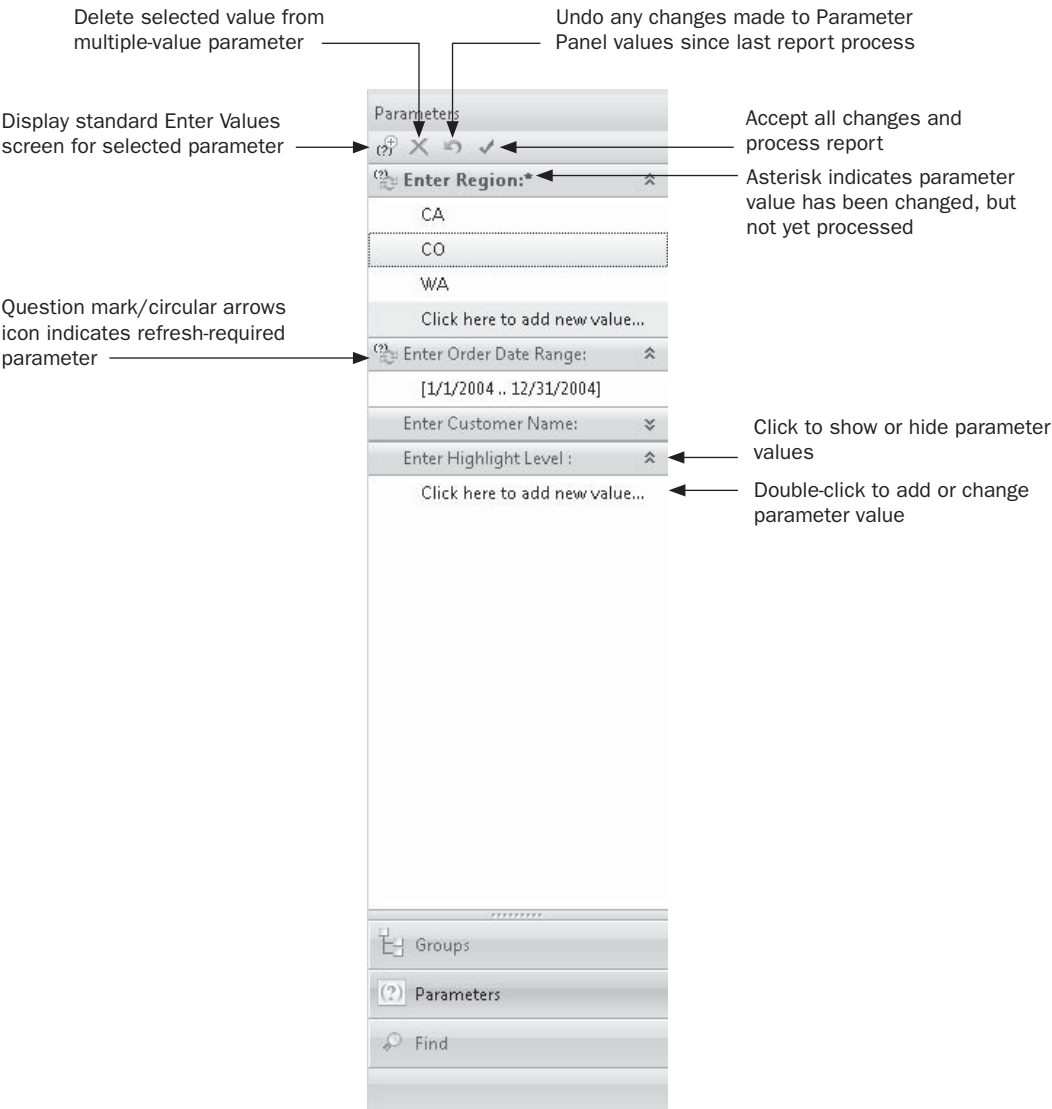 Delete selected value from
multiple-value parameter
Undo any changes made to Parameter
Panel values since last report process
Display standard Enter Values
screen for selected parameter
Accept all changes and
process report
Asterisk indicates parameter
value has been changed, but
not yet processed
Question mark/circular arrows
icon indicates refresh-required
parameter
Click to show or hide parameter
values
Double-click to add or change
parameter value
Parameters
(?)
(?) Enter Region:*
CA
CO
WA
Click here to add new value...
(?) Enter Order Date Range:
[1/1/2004 .. 12/31/2004]
Enter Customer Name:
Enter Highlight Level :
Click here to add new value...
Groups
(?) Parameters
Find